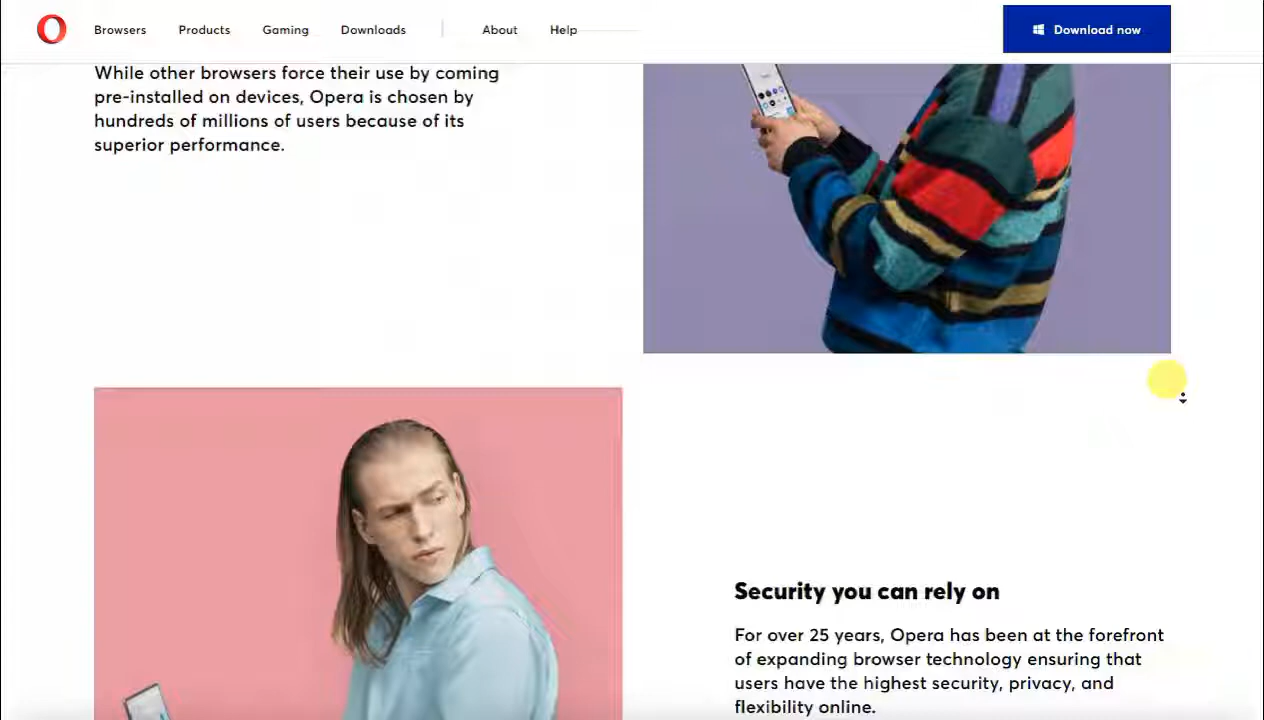 Browsers Products Gaming Downloads About Help Download now
While other browsers force their use by coming
pre-installed on devices, Opera is chosen by
hundreds of millions of users because of its
superior performance.
Security you can rely on
For over 25 years, Opera has been at the forefront
of expanding browser technology ensuring that
users have the highest security, privacy, and
flexibility online.